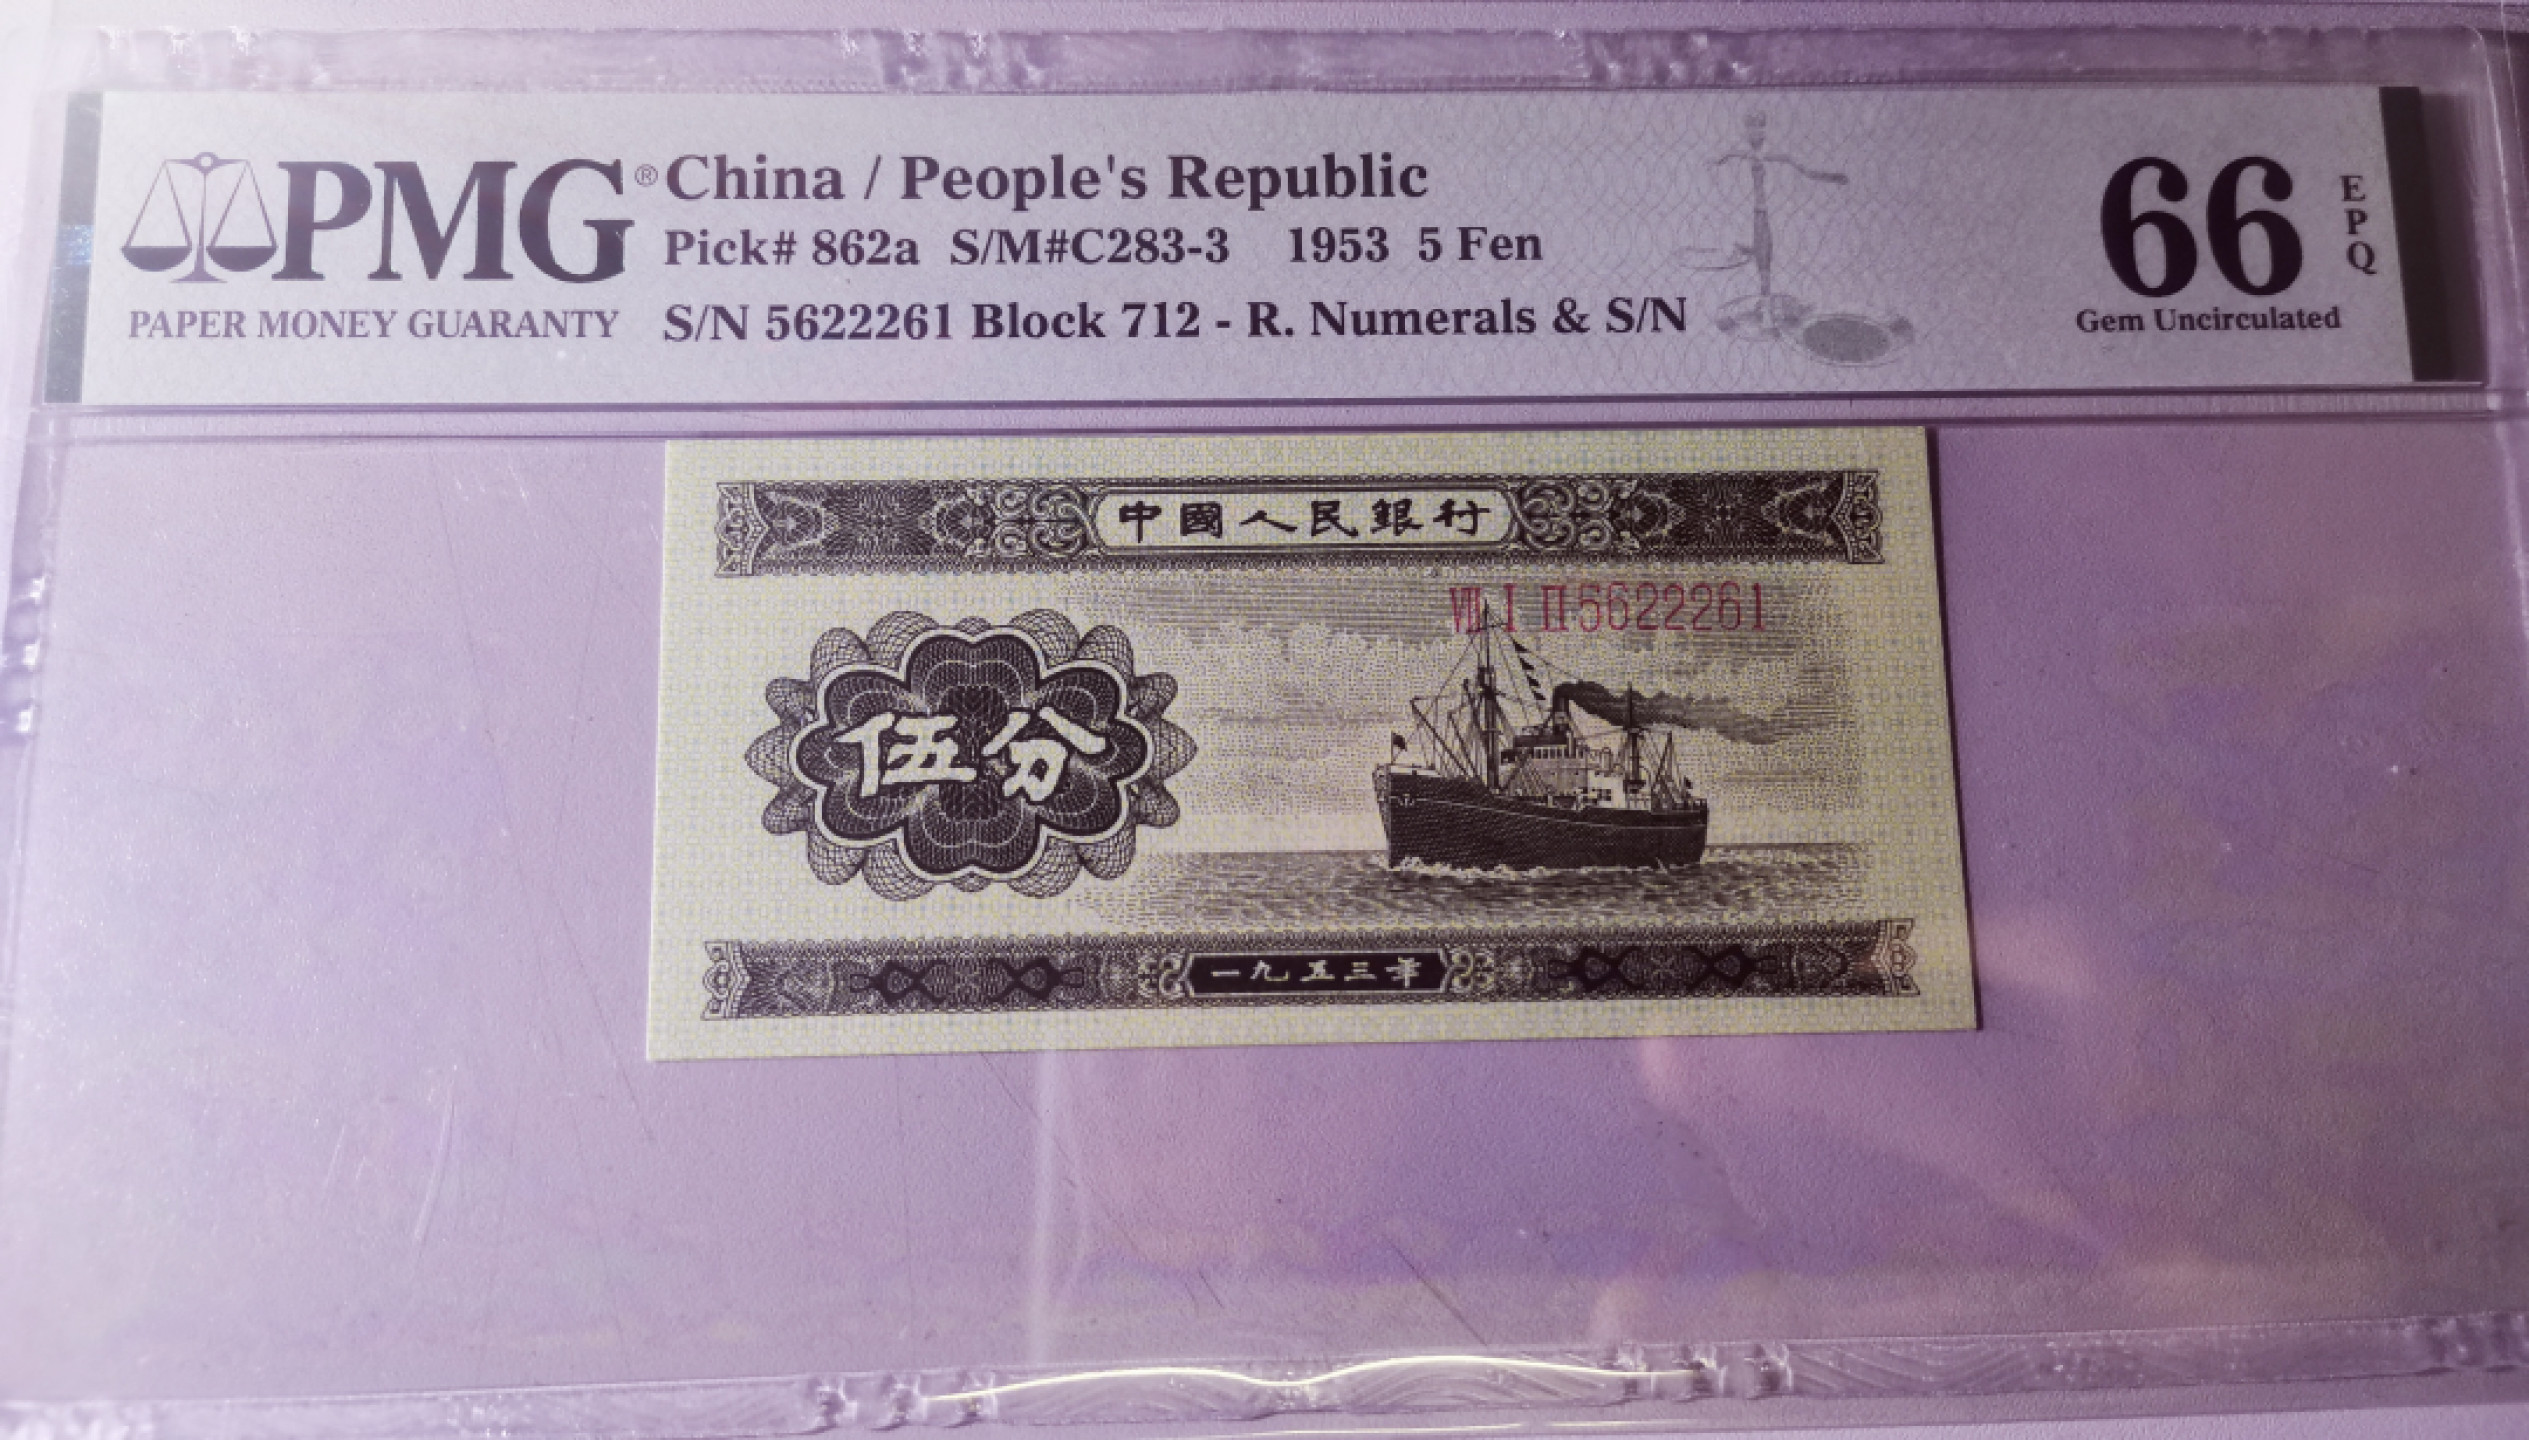 PMG®
PAPER MONEY GUARANTY
China / People's Republic
Pick# 862a S/M#C283-3 1953 5 Fen
S/N 5622261 Block 712 - R. Numerals & S/N
66 EPQ
Gem Uncirculated
中國人民銀行
Ⅶ Ⅰ Ⅱ 5622261
伍分
一九五三年